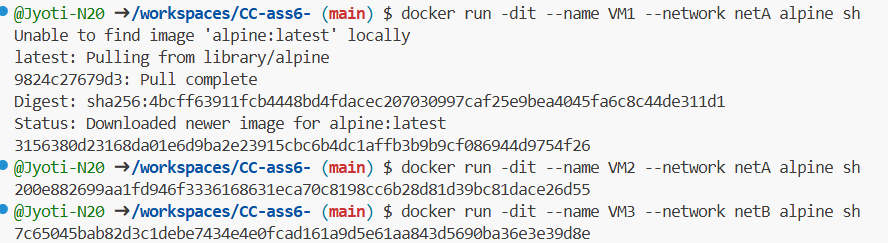 @Jyoti-N20 ➜/workspaces/CC-ass6- (main) $ docker run -dit --name VM1 --network netA alpine sh
Unable to find image 'alpine:latest' locally
latest: Pulling from library/alpine
9824c27679d3: Pull complete
Digest: sha256:4bcff63911fcb4448bd4fdacec207030997caf25e9bea4045fa6c8c44de311d1
Status: Downloaded newer image for alpine:latest
3156380d23168da01e6d9ba2e23915cbc6b4dc1affb3b9b9cf086944d9754f26
@Jyoti-N20 ➜/workspaces/CC-ass6- (main) $ docker run -dit --name VM2 --network netA alpine sh
200e882699aa1fd946f3336168631eca70c8198cc6b28d81d39bc81dace26d55
@Jyoti-N20 ➜/workspaces/CC-ass6- (main) $ docker run -dit --name VM3 --network netB alpine sh
7c65045bab82d3c1debe7434e4e0fcad161a9d5e61aa843d5690ba36e3e39d8e